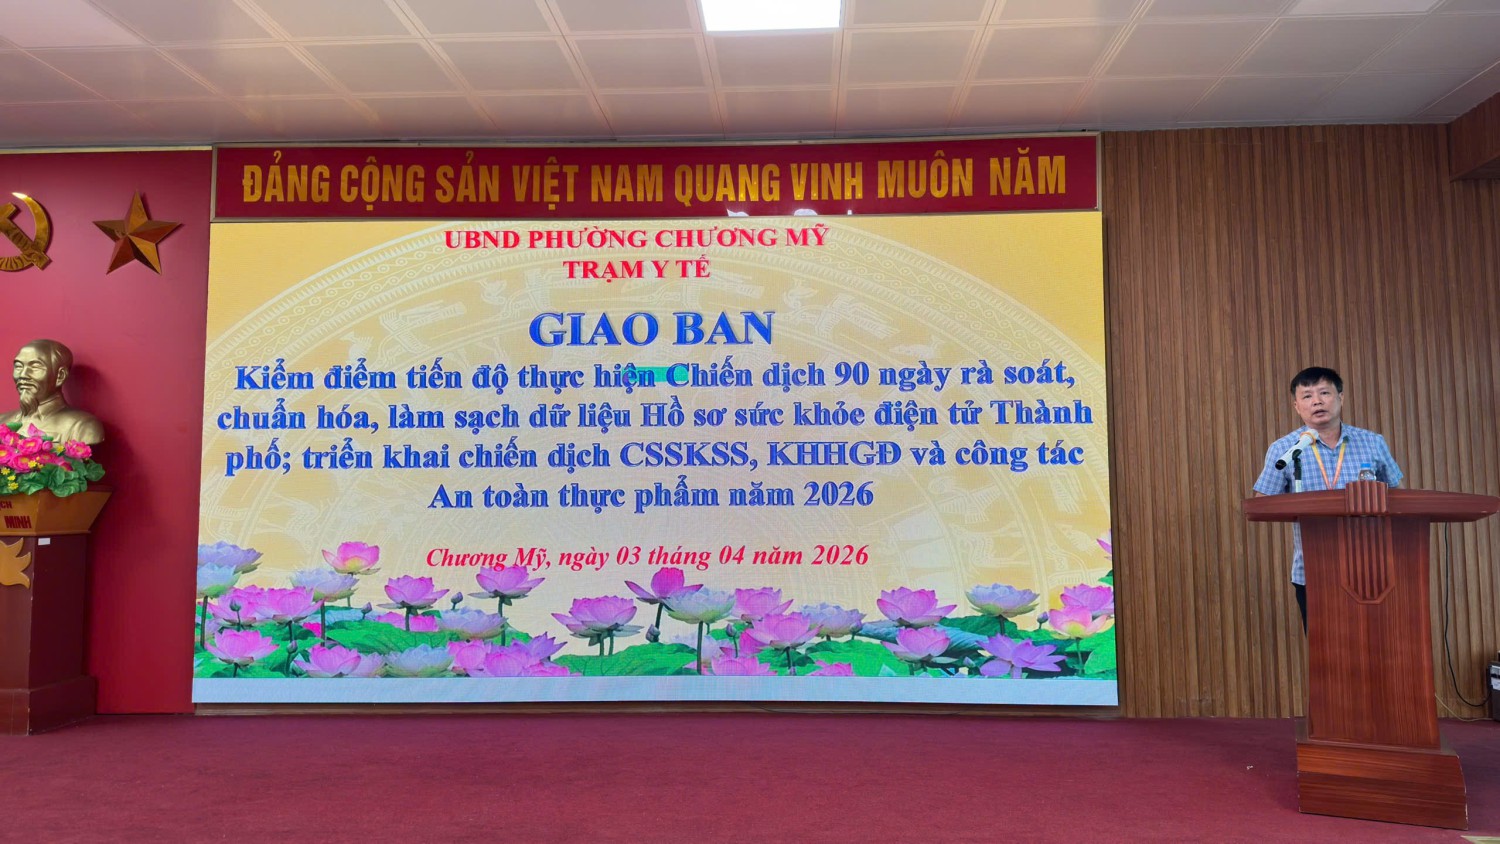 ĐẢNG CỘNG SẢN VIỆT NAM QUANG VINH MUÔN NĂM
UBND PHƯỜNG CHƯƠNG MỸ
TRẠM Y TẾ
GIAO BAN
Kiểm điểm tiến độ thực hiện Chiến dịch 90 ngày rà soát,
chuẩn hóa, làm sạch dữ liệu Hồ sơ sức khỏe điện tử Thành
phố; triển khai chiến dịch CSSKSS, KHHGĐ và công tác
An toàn thực phẩm năm 2026
Chương Mỹ, ngày 03 tháng 04 năm 2026
MINH